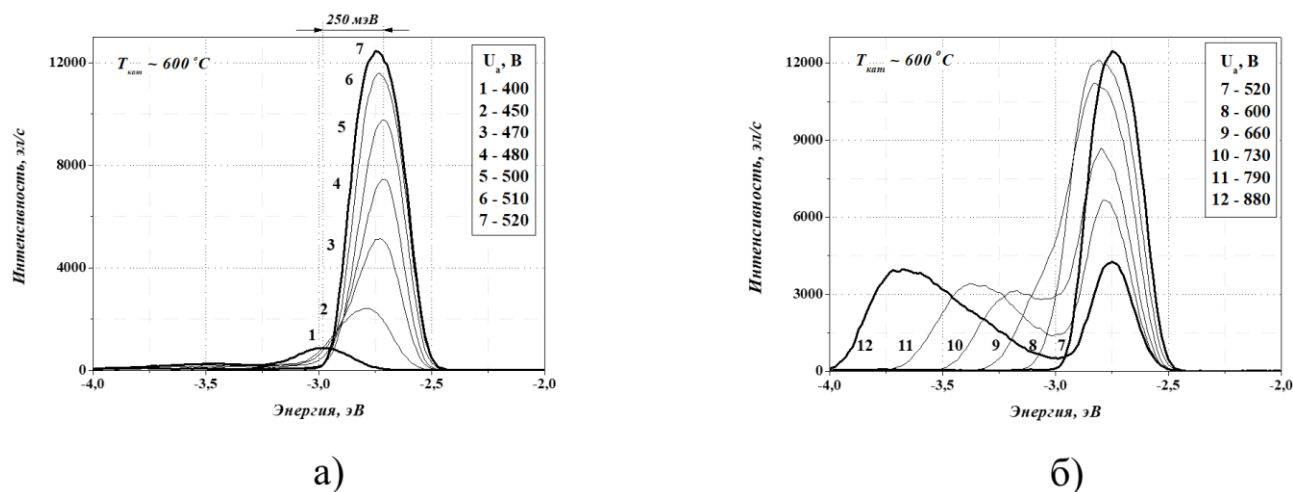 250 мэВ
T кат ~ 600 °C
Uₐ, В
1 - 400
2 - 450
3 - 470
4 - 480
5 - 500
6 - 510
7 - 520
7
6
5
4
3
2
1
12000
8000
4000
0
Интенсивность, эл/с
-4,0 -3,5 -3,0 -2,5 -2,0
Энергия, эВ
а)
T кат ~ 600 °C
Uₐ, В
7 - 520
8 - 600
9 - 660
10 - 730
11 - 790
12 - 880
12000
9000
6000
3000
0
Интенсивность, эл/с
12 11 10 9 8 7
-4,0 -3,5 -3,0 -2,5 -2,0
Энергия, эВ
б)